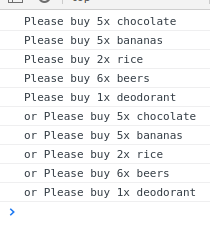 Please buy 5x chocolate
Please buy 5x bananas
Please buy 2x rice
Please buy 6x beers
Please buy 1x deodorant
or Please buy 5x chocolate
or Please buy 5x bananas
or Please buy 2x rice
or Please buy 6x beers
or Please buy 1x deodorant